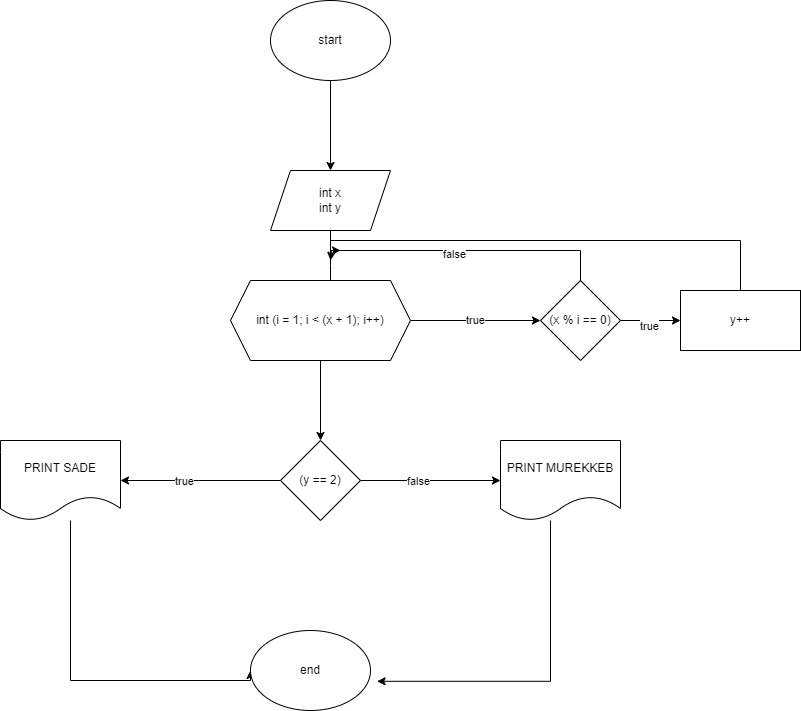 start
int x
int y
false
int (i = 1; i < (x + 1); i++)
true
(x % i == 0)
true
y++
PRINT SADE
true
(y == 2)
false
PRINT MUREKKEB
end